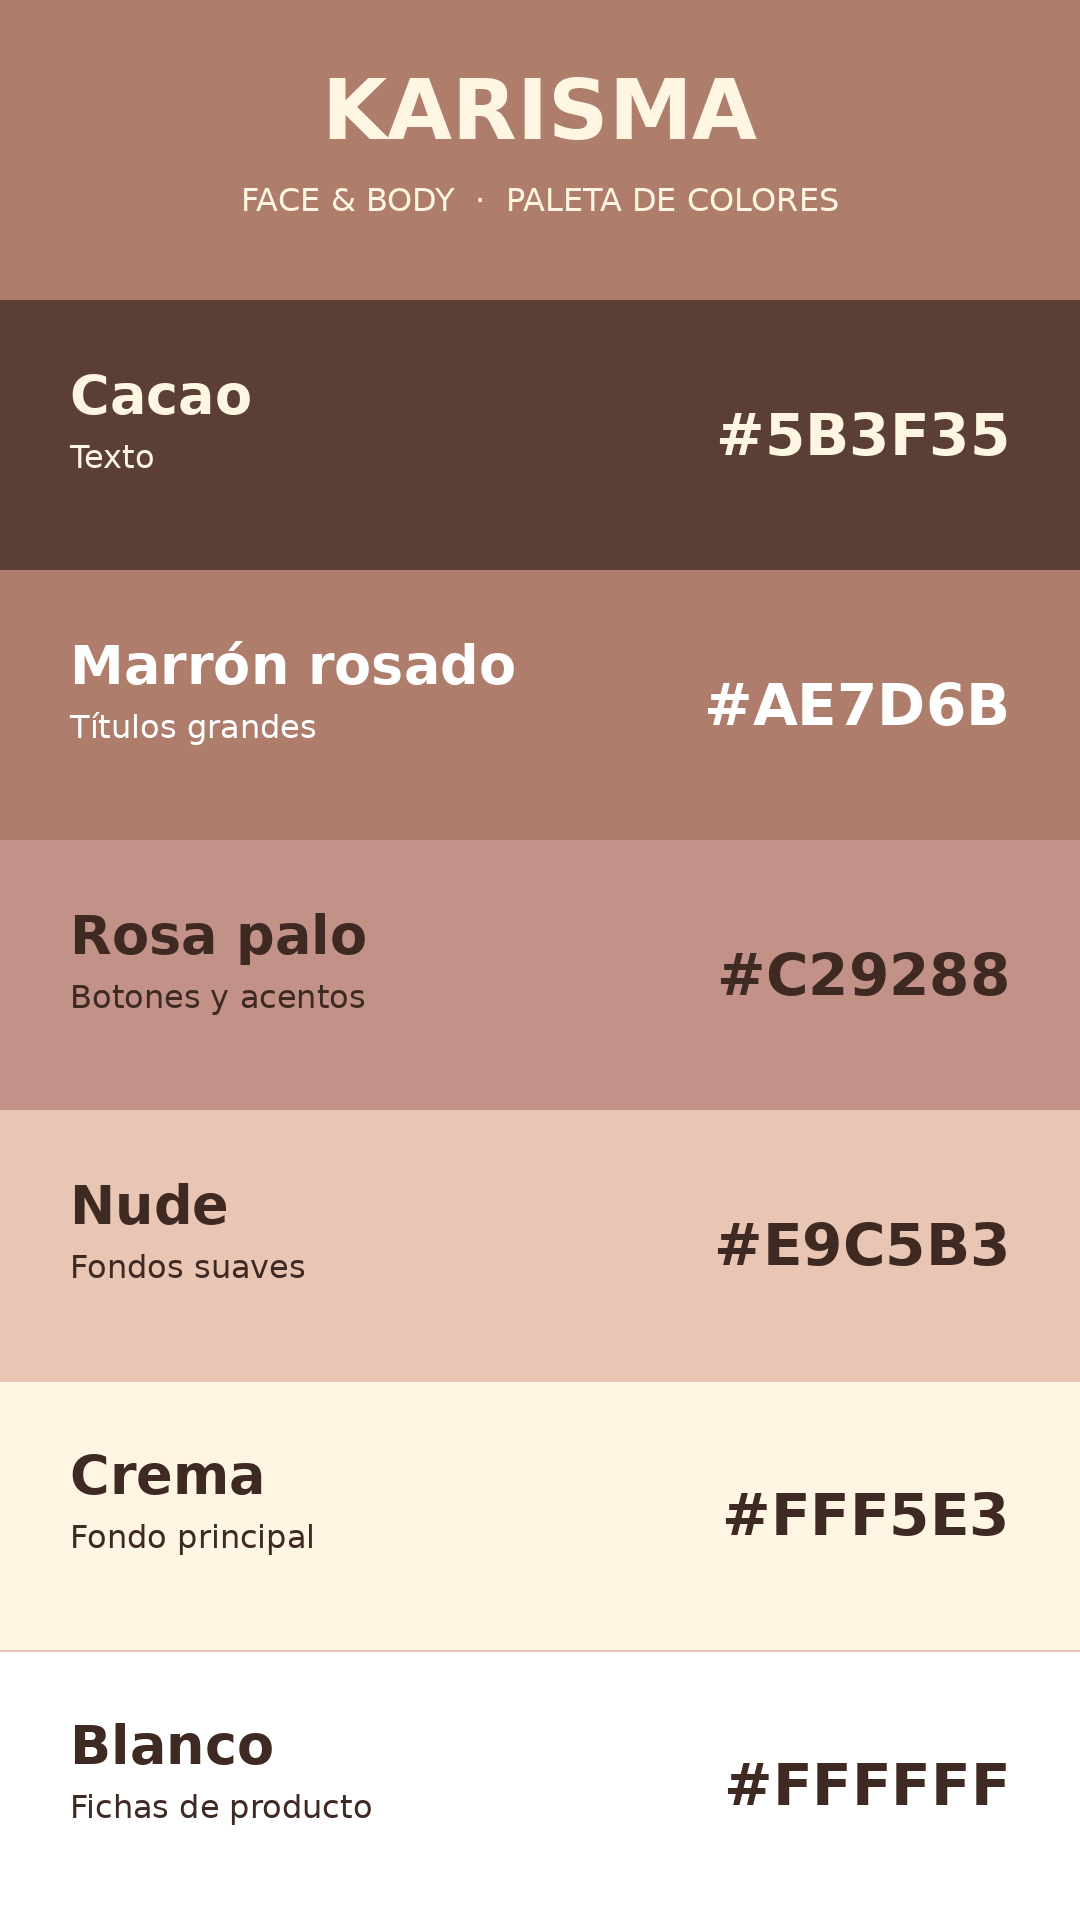 KARISMA
FACE & BODY · PALETA DE COLORES
Cacao
Texto
#5B3F35
Marrón rosado
Títulos grandes
#AE7D6B
Rosa palo
Botones y acentos
#C29288
Nude
Fondos suaves
#E9C5B3
Crema
Fondo principal
#FFF5E3
Blanco
Fichas de producto
#FFFFFF